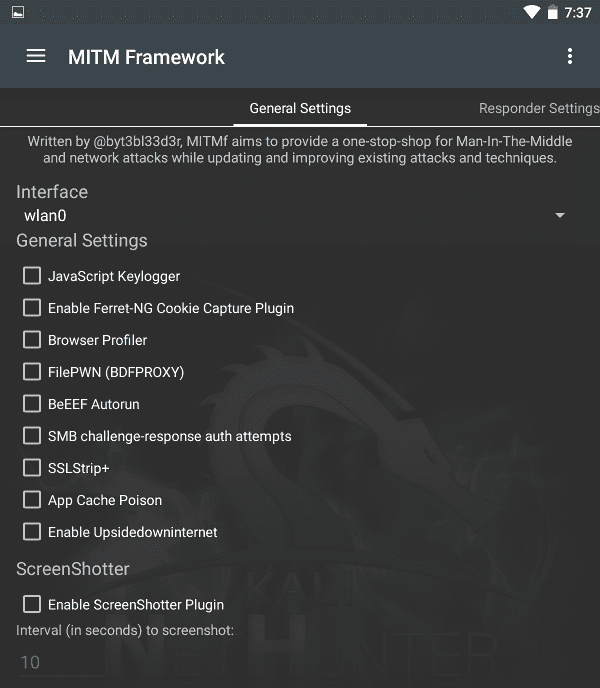 7:37
MITM Framework
General Settings
Responder Settings
Written by @byt3bl33d3r, MITMf aims to provide a one-stop-shop for Man-In-The-Middle
and network attacks while updating and improving existing attacks and techniques.
Interface
wlan0
General Settings
JavaScript Keylogger
Enable Ferret-NG Cookie Capture Plugin
Browser Profiler
FilePWN (BDFPROXY)
BeEEF Autorun
SMB challenge-response auth attempts
SSLStrip+
App Cache Poison
Enable Upsidedowninternet
ScreenShotter
Enable ScreenShotter Plugin
KALI
Interval (in seconds) to screenshot:
NETHUNTER
10